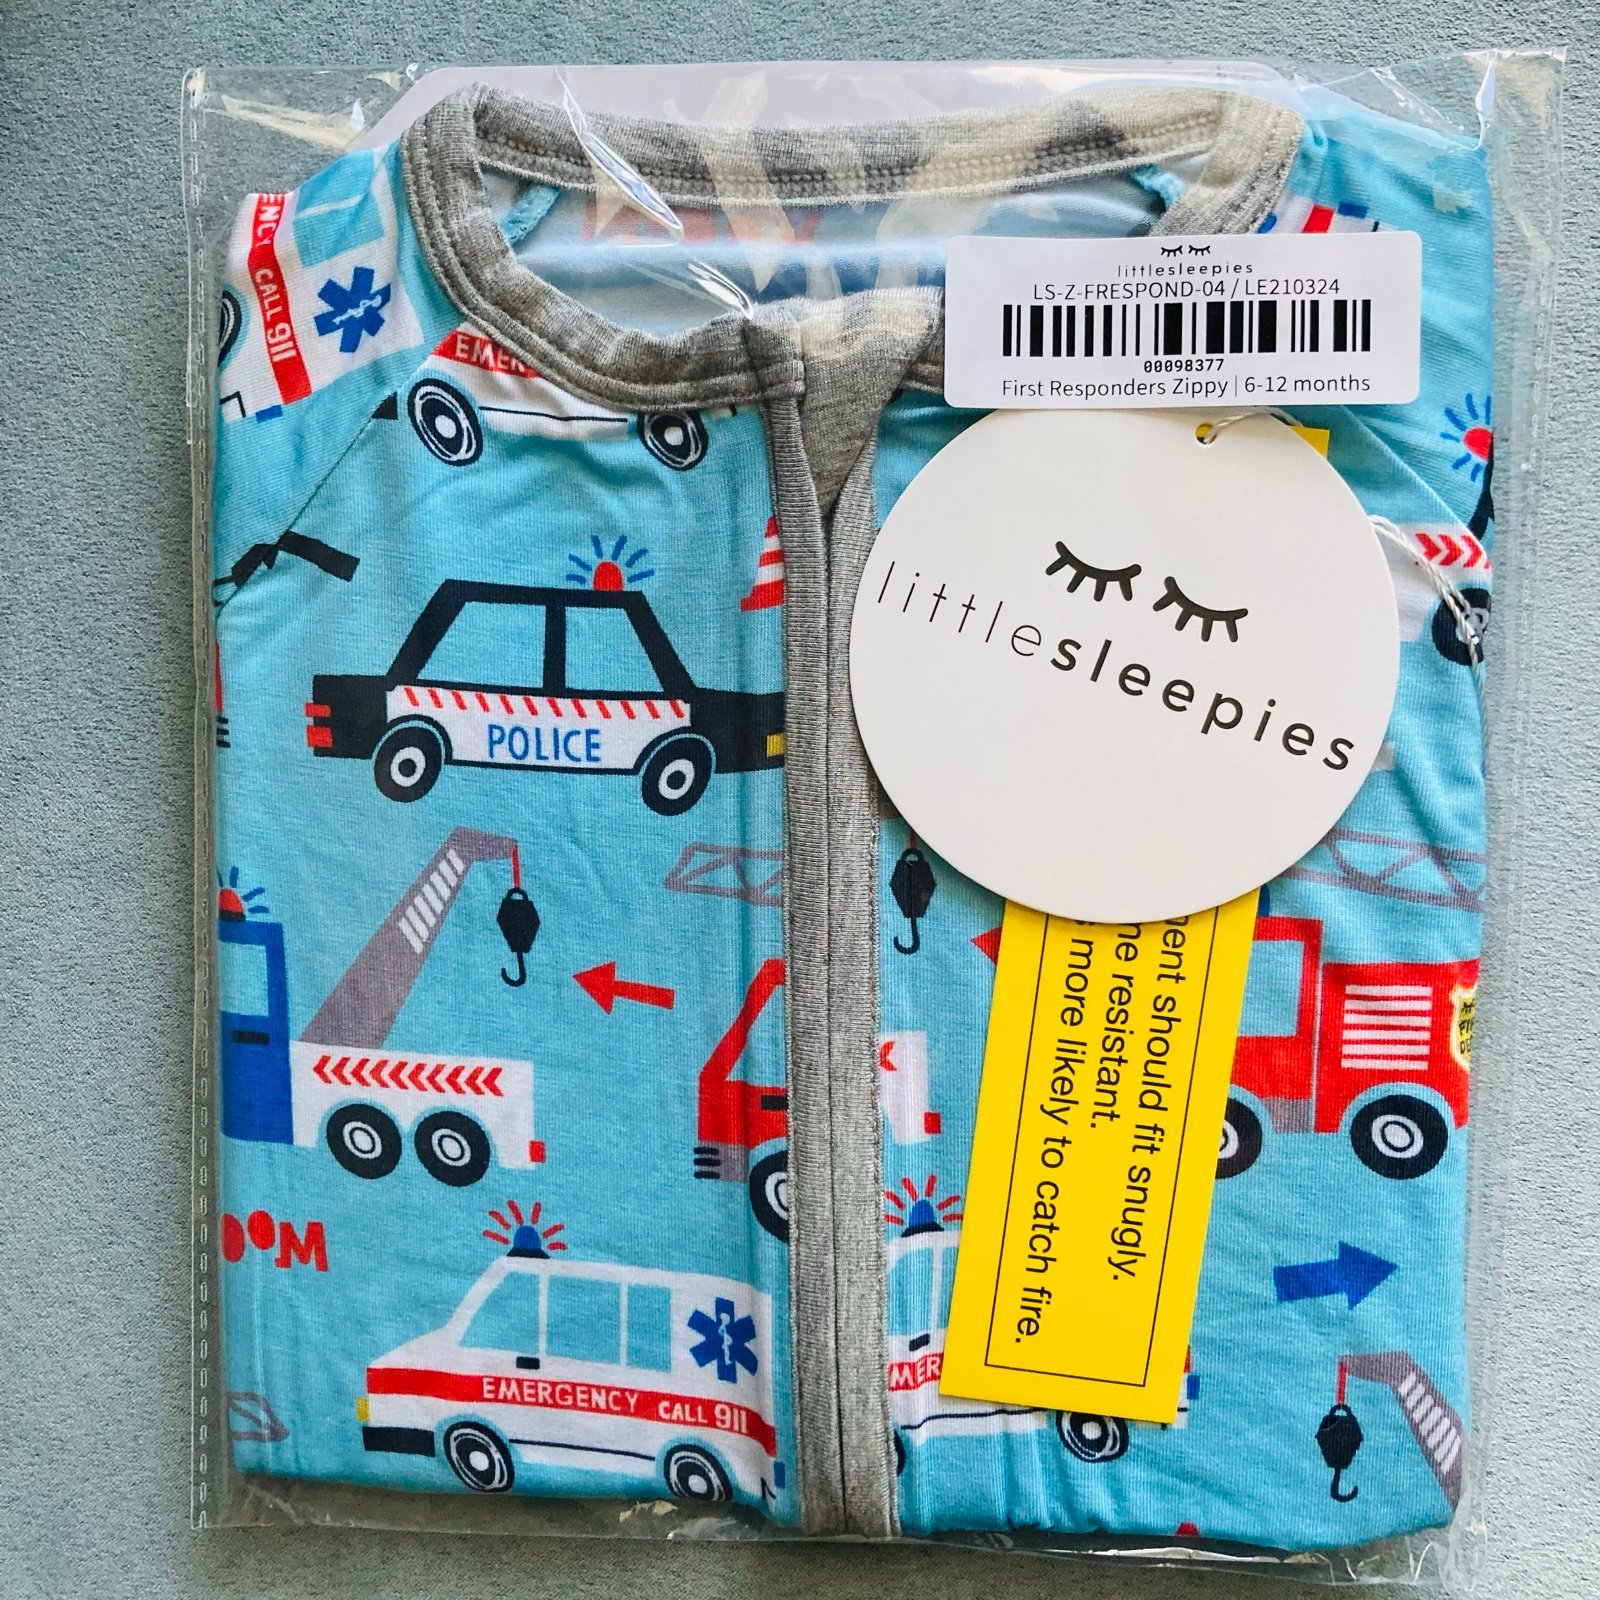 littlesleepies
LS-Z-FRESPOND-04 / LE210324
00098377
First Responders Zippy | 6-12 months
CALL 911
littlesleepies
POLICE
should fit snugly.
resistant.
more likely to catch fire.
EMERGENCY CALL 911